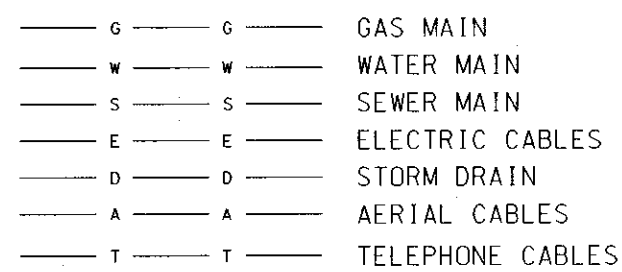 G G GAS MAIN
W W WATER MAIN
S S SEWER MAIN
E E ELECTRIC CABLES
D D STORM DRAIN
A A AERIAL CABLES
T T TELEPHONE CABLES